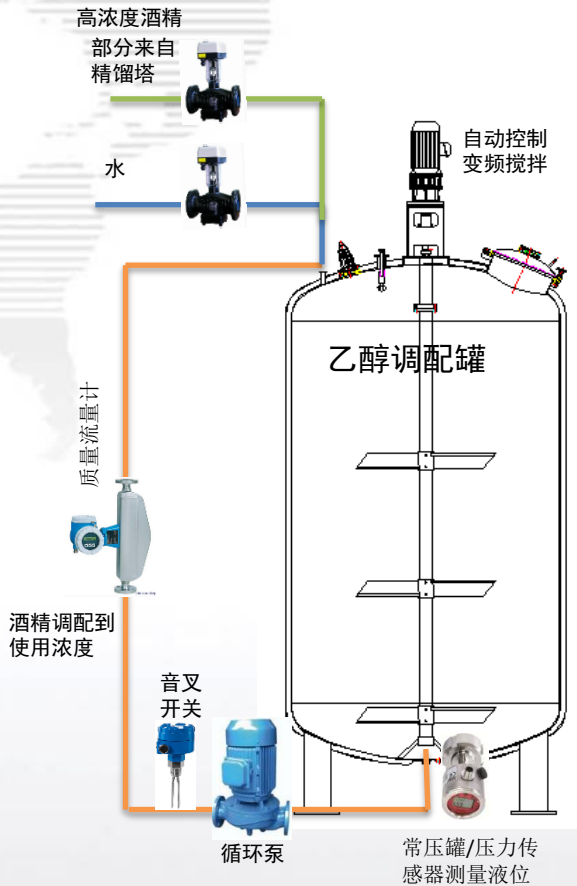 高浓度酒精
部分来自
精馏塔
水
自动控制
变频搅拌
乙醇调配罐
质量流量计
酒精调配到
使用浓度
音叉
开关
循环泵
常压罐/压力传
感器测量液位